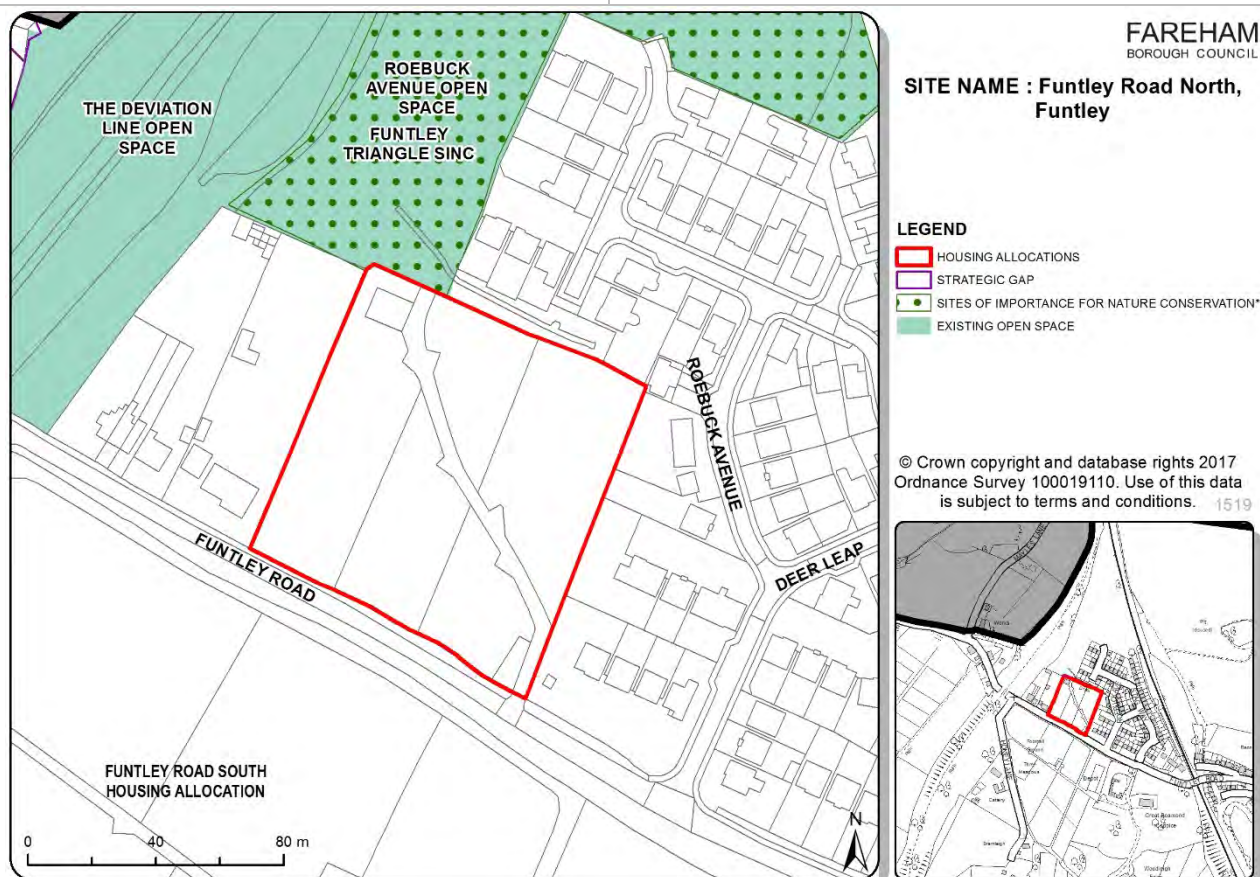 FAREHAM
BOROUGH COUNCIL
SITE NAME : Funtley Road North,
Funtley
THE DEVIATION
LINE OPEN
SPACE
ROEBUCK
AVENUE OPEN
SPACE
FUNTLEY
TRIANGLE SINC
ROEBUCK AVENUE
DEER LEAP
FUNTLEY ROAD
FUNTLEY ROAD SOUTH
HOUSING ALLOCATION
0 40 80 m
N
LEGEND
HOUSING ALLOCATIONS
STRATEGIC GAP
SITES OF IMPORTANCE FOR NATURE CONSERVATION*
EXISTING OPEN SPACE
© Crown copyright and database rights 2017
Ordnance Survey 100019110. Use of this data
is subject to terms and conditions. 1519